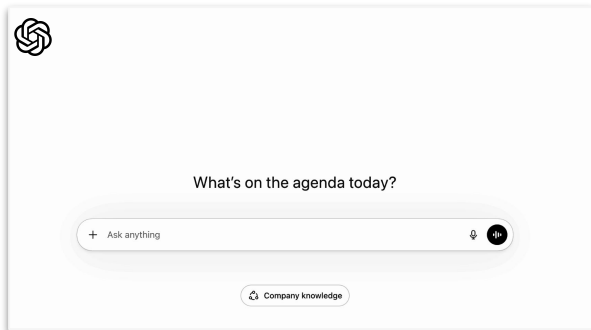 What's on the agenda today?
Ask anything
Company knowledge